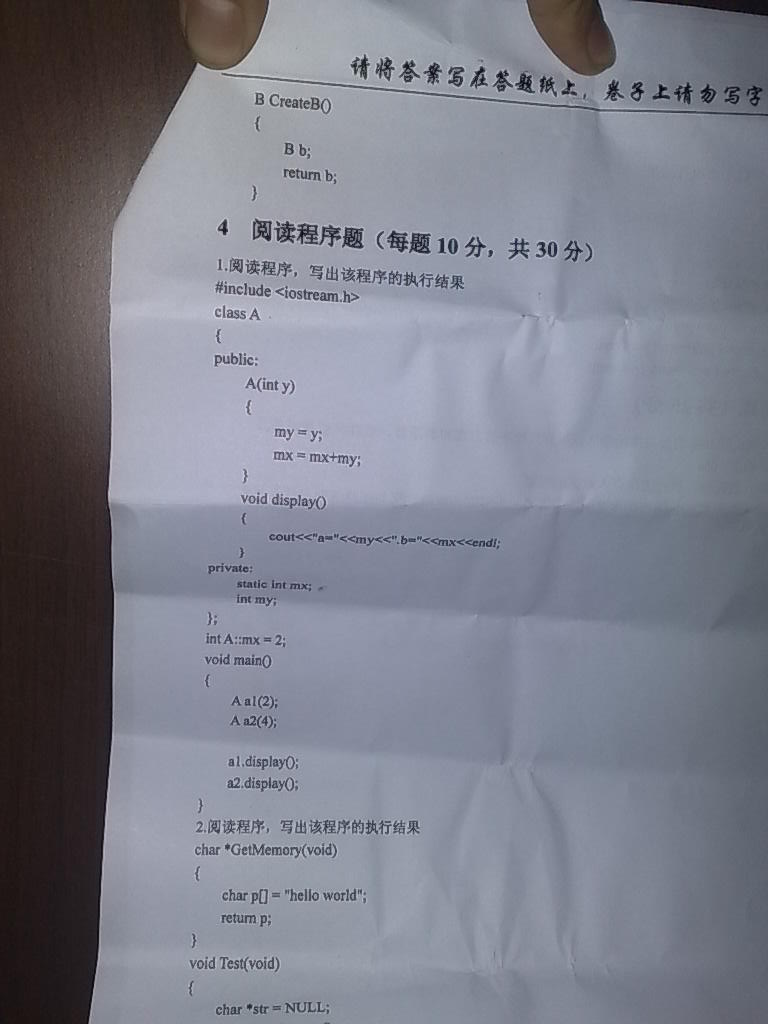 请将答案写在答题纸上，卷子上请勿写字
B CreateB()
{
B b;
return b;
}
4 阅读程序题（每题 10 分，共 30 分）
1.阅读程序，写出该程序的执行结果
#include <iostream.h>
class A
{
public:
A(int y)
{
my = y;
mx = mx+my;
}
void display()
{
cout<<"a="<<my<<",b="<<mx<<endl;
}
private:
static int mx;
int my;
};
int A::mx = 2;
void main()
{
A a1(2);
A a2(4);
a1.display();
a2.display();
}
2.阅读程序，写出该程序的执行结果
char *GetMemory(void)
{
char p[] = "hello world";
return p;
}
void Test(void)
{
char *str = NULL;